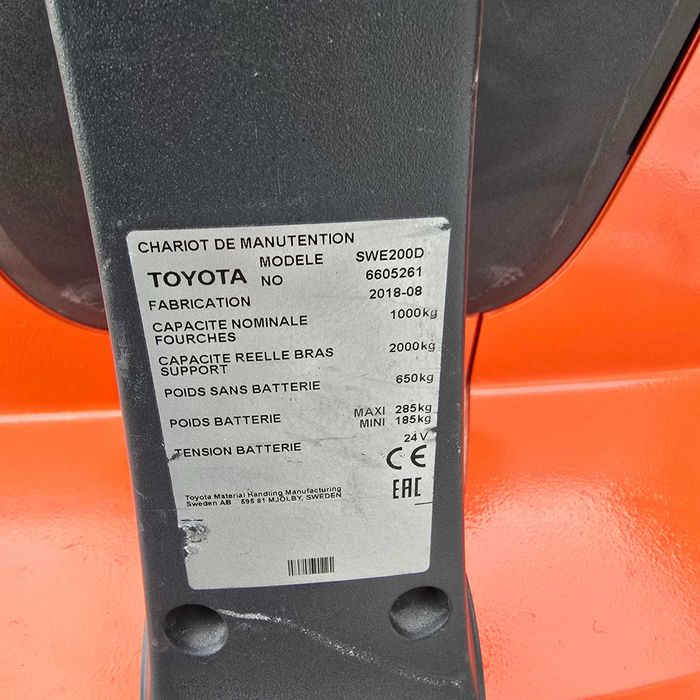 CHARIOT DE MANUTENTION
MODELE SWE200D
TOYOTA NO 6605261
FABRICATION 2018-08
CAPACITE NOMINALE 1000kg
FOURCHES
CAPACITE REELLE BRAS 2000kg
SUPPORT
POIDS SANS BATTERIE 650kg
POIDS BATTERIE MAXI 285kg
MINI 185kg
TENSION BATTERIE 24V
CE
EAC
Toyota Material Handling Manufacturing
Sweden AB 595 81 MJÖLBY, SWEDEN